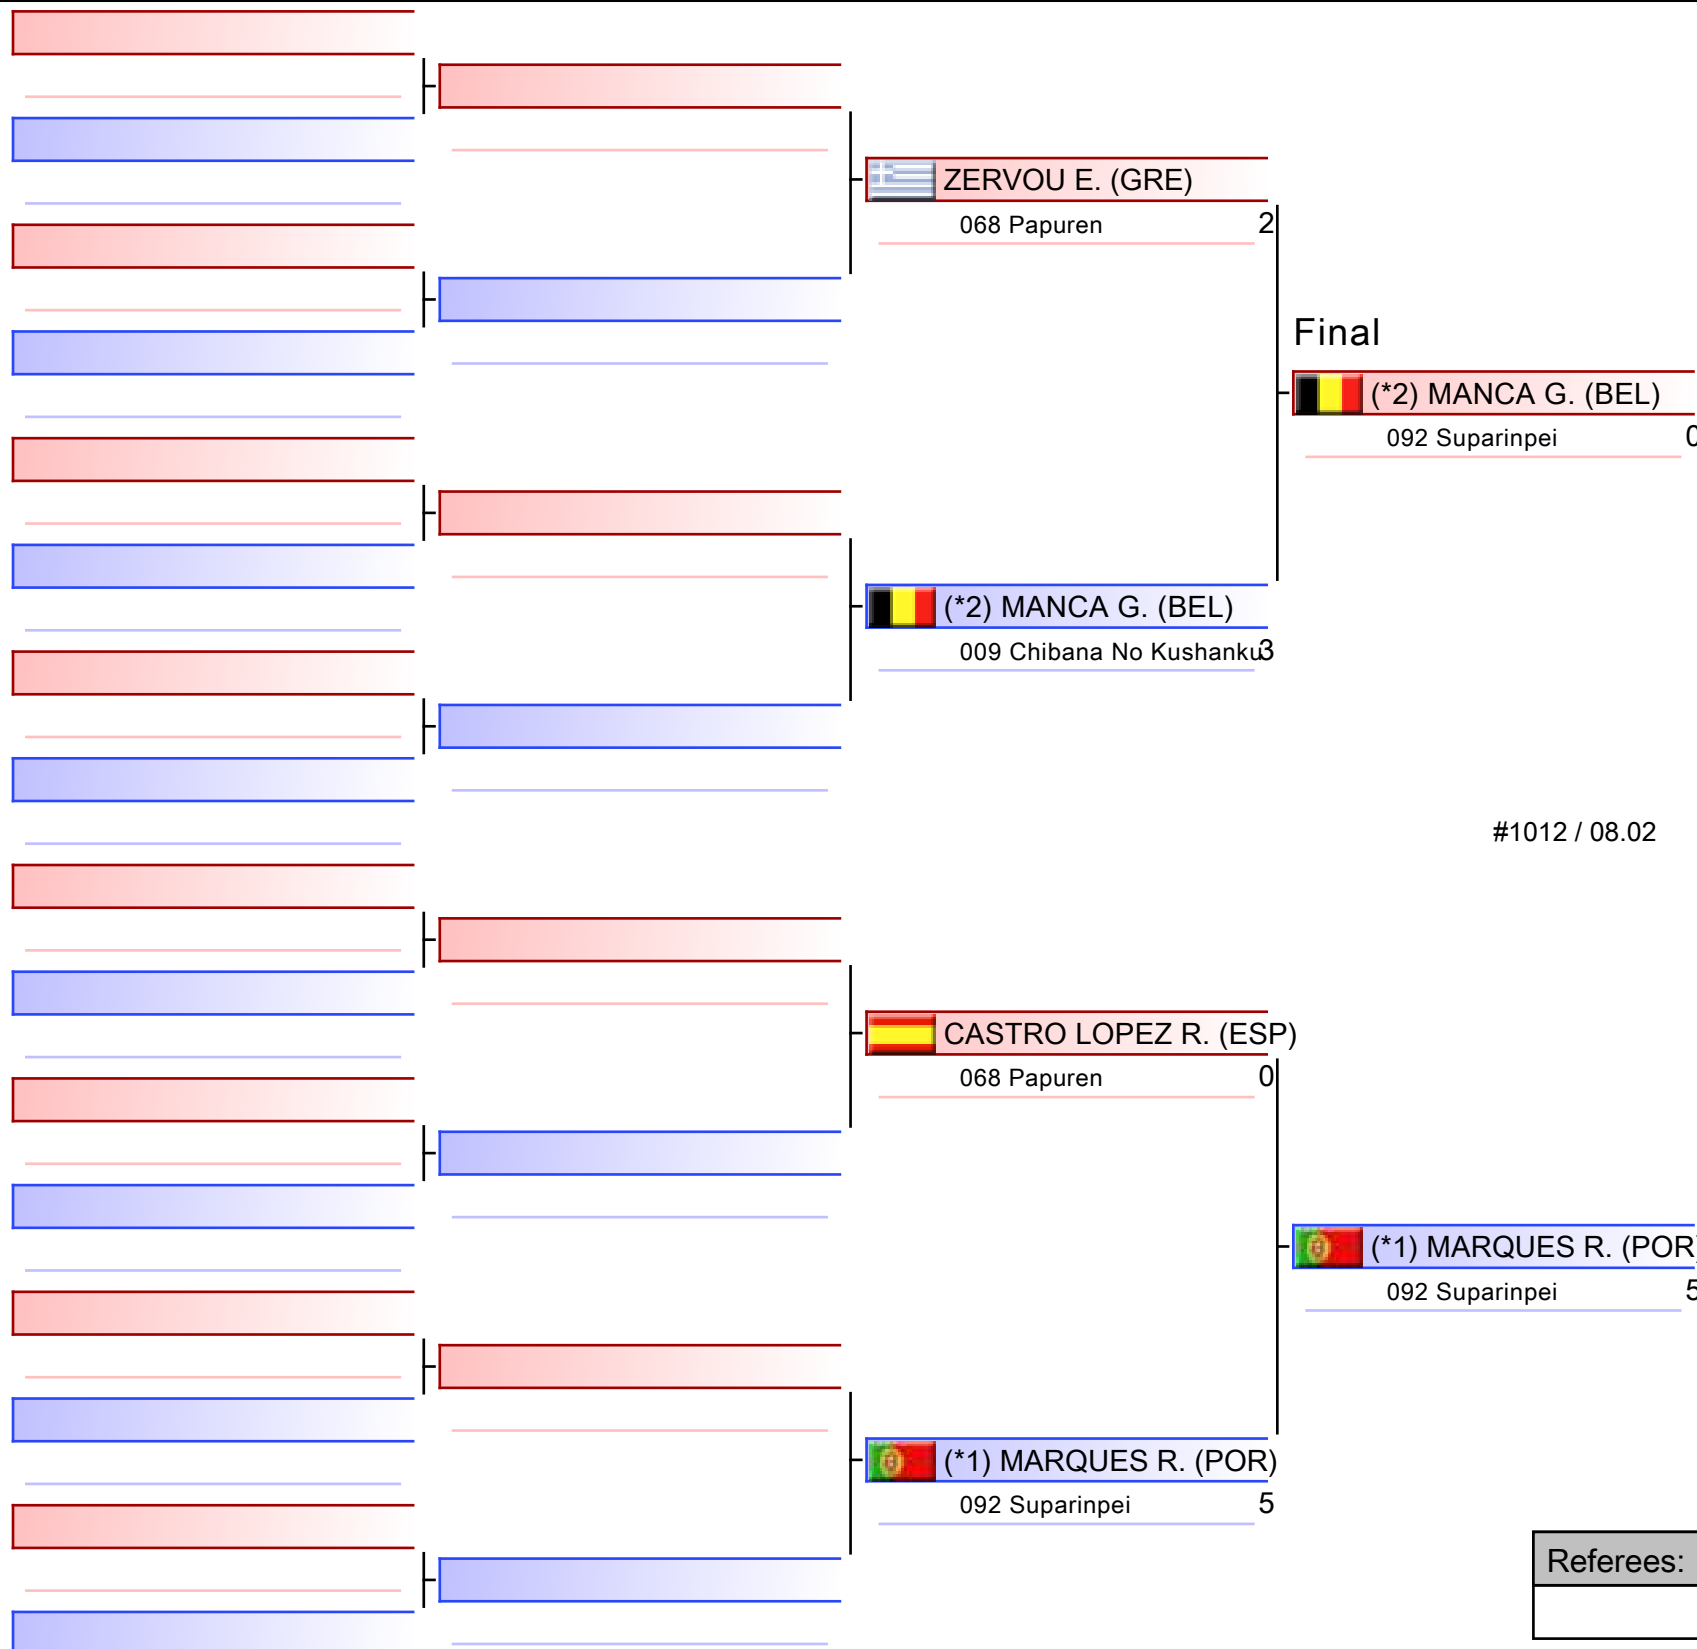 ZERVOU E. (GRE)
068 Papuren 2
Final
(*2) MANCA G. (BEL)
092 Suparinpei 0
(*2) MANCA G. (BEL)
009 Chibana No Kushanku 3
#1012 / 08.02
CASTRO LOPEZ R. (ESP)
068 Papuren 0
(*1) MARQUES R. (POR)
092 Suparinpei 5
(*1) MARQUES R. (POR)
092 Suparinpei 5
Referees: